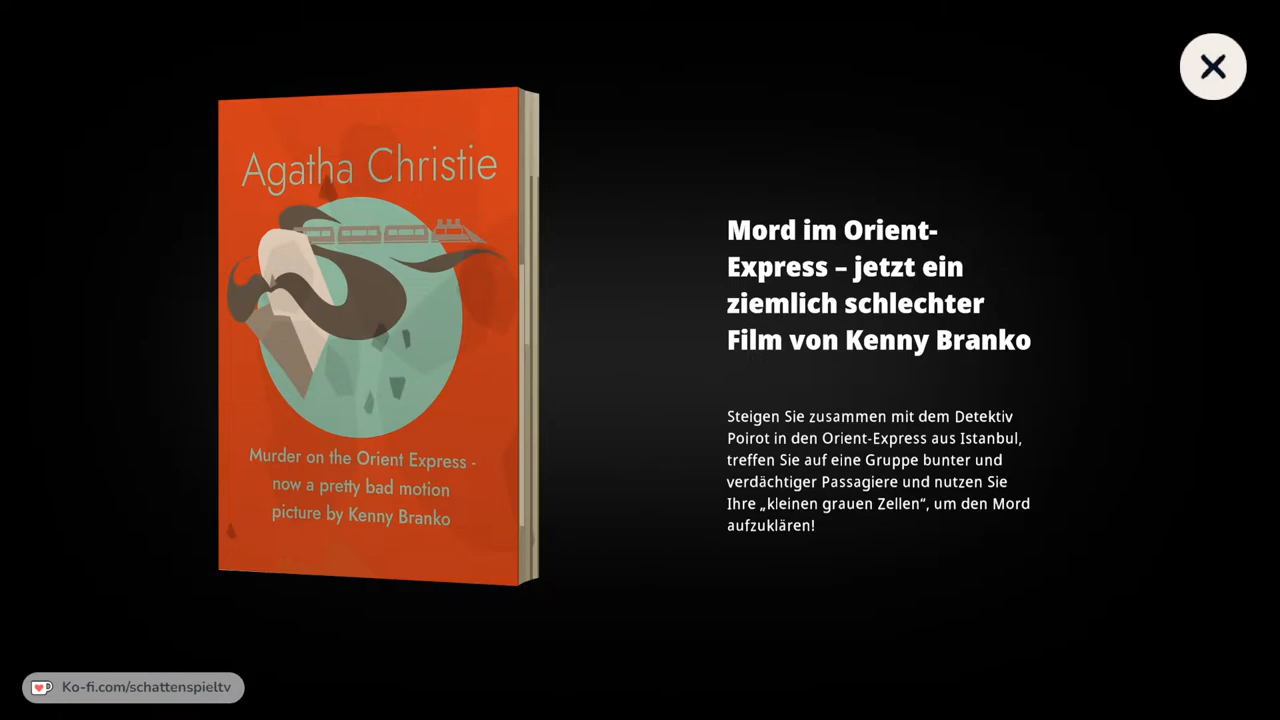 Agatha Christie
Murder on the Orient Express -
now a pretty bad motion
picture by Kenny Branko
Mord im Orient-
Express – jetzt ein
ziemlich schlechter
Film von Kenny Branko
Steigen Sie zusammen mit dem Detektiv
Poirot in den Orient-Express aus Istanbul,
treffen Sie auf eine Gruppe bunter und
verdächtiger Passagiere und nutzen Sie
Ihre „kleinen grauen Zellen“, um den Mord
aufzuklären!
Ko-fi.com/schattenspieltv